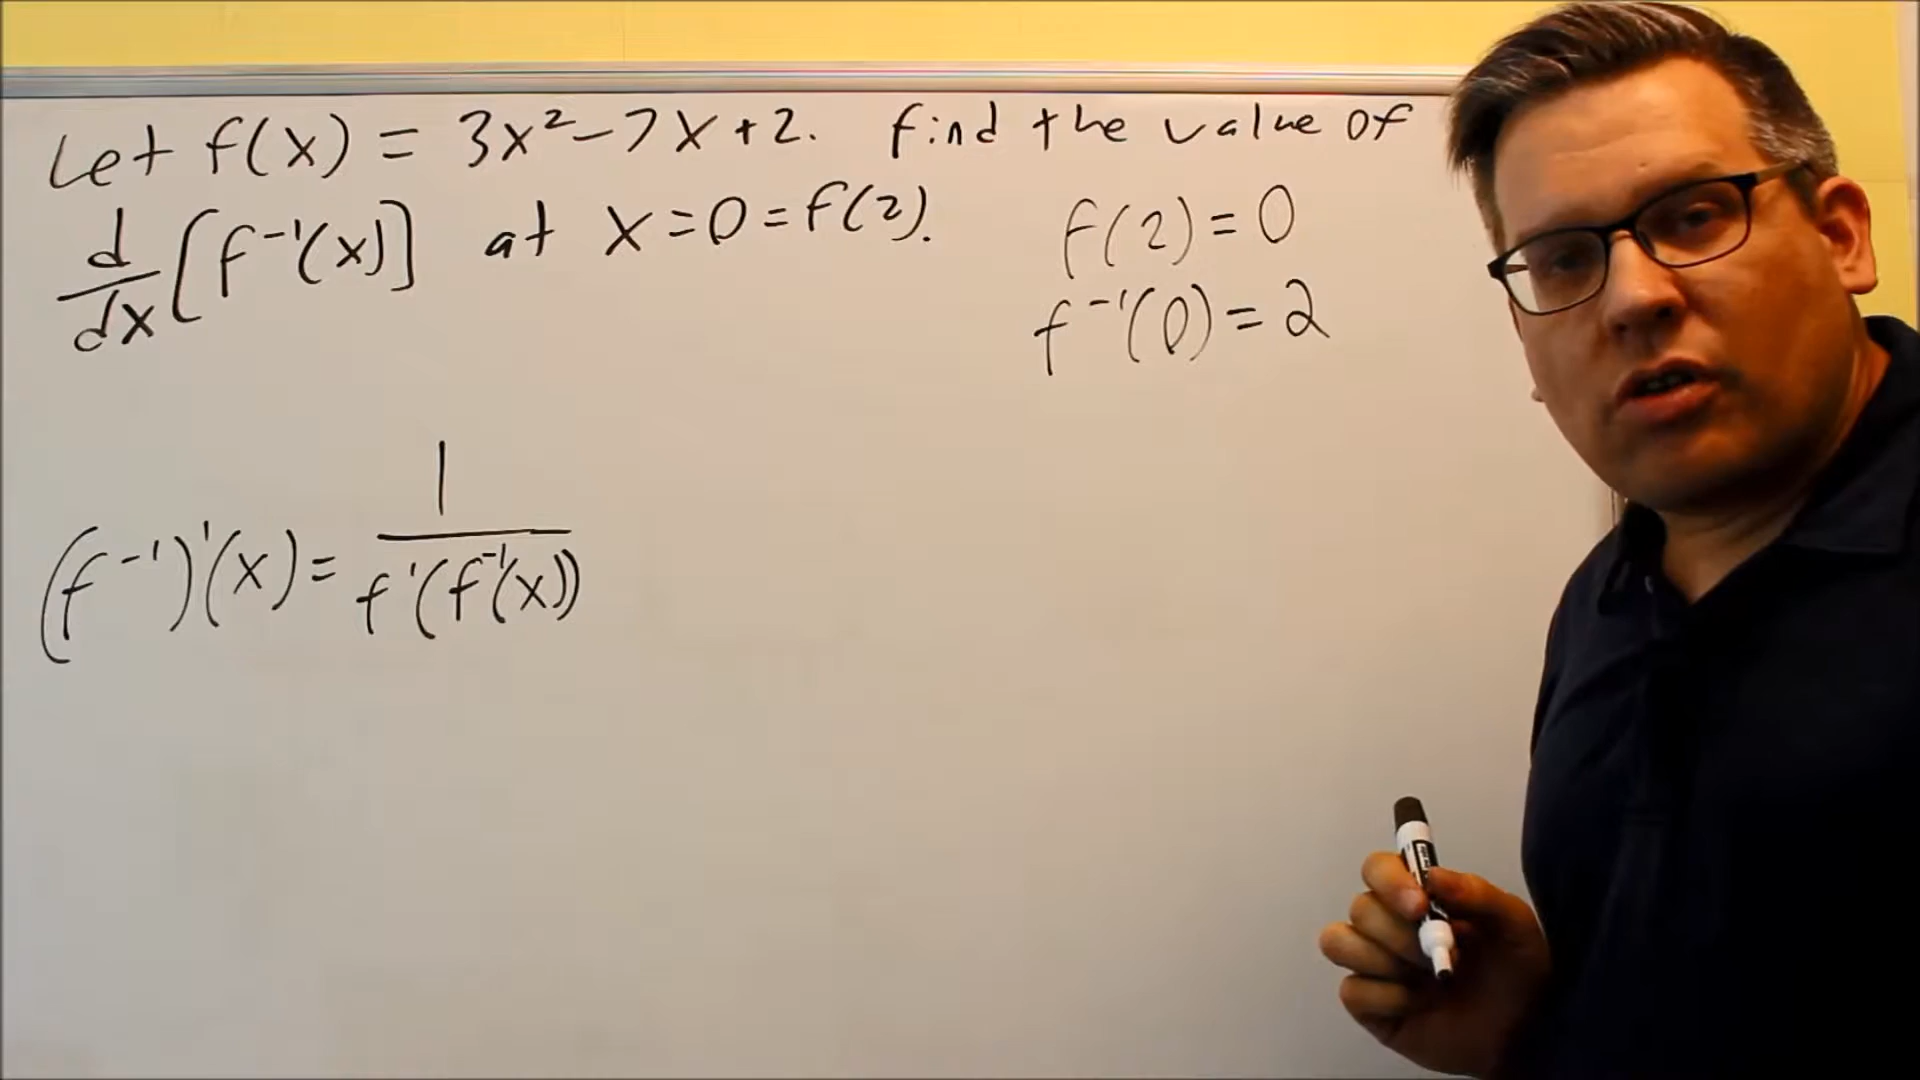 Let f(x) = 3x² - 7x + 2. find the value of
d/dx [f⁻¹(x)] at x = 0 = f(2).
f(2) = 0
f⁻¹(0) = 2
(f⁻¹)'(x) = 1/f'(f⁻¹(x))